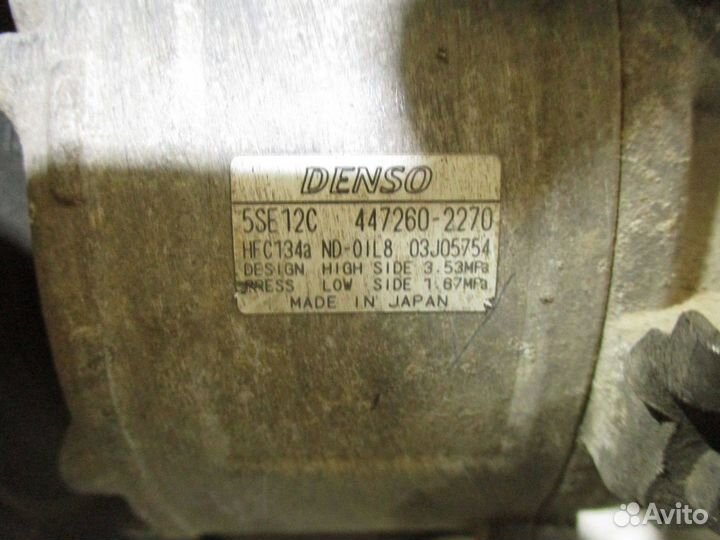 DENSO
5SE12C 447260-2270
HFC134a ND-OIL8 03J05754
DESIGN HIGH SIDE 3.53MPa
PRESS LOW SIDE 1.67MPa
MADE IN JAPAN
Avito